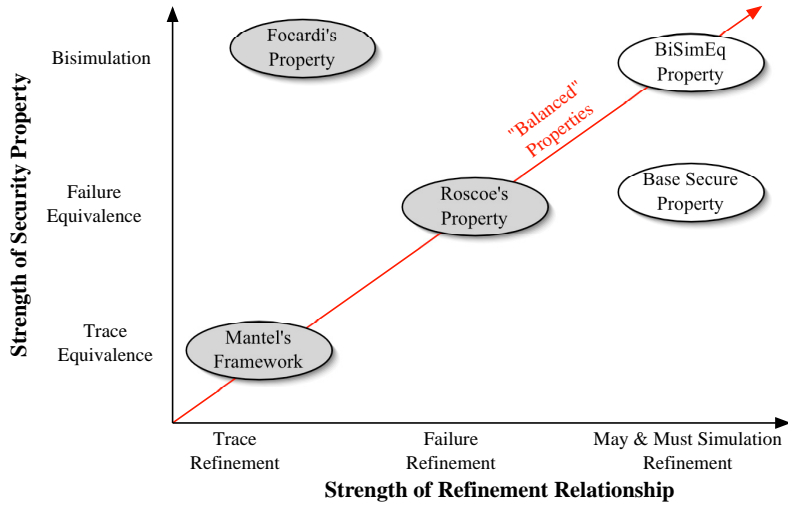 Strength of Security Property
Bisimulation
Failure
Equivalence
Trace
Equivalence
Focardi's
Property
BiSimEq
Property
"Balanced"
Properties
Roscoe's
Property
Base Secure
Property
Mantel's
Framework
Trace
Refinement
Failure
Refinement
May & Must Simulation
Refinement
Strength of Refinement Relationship